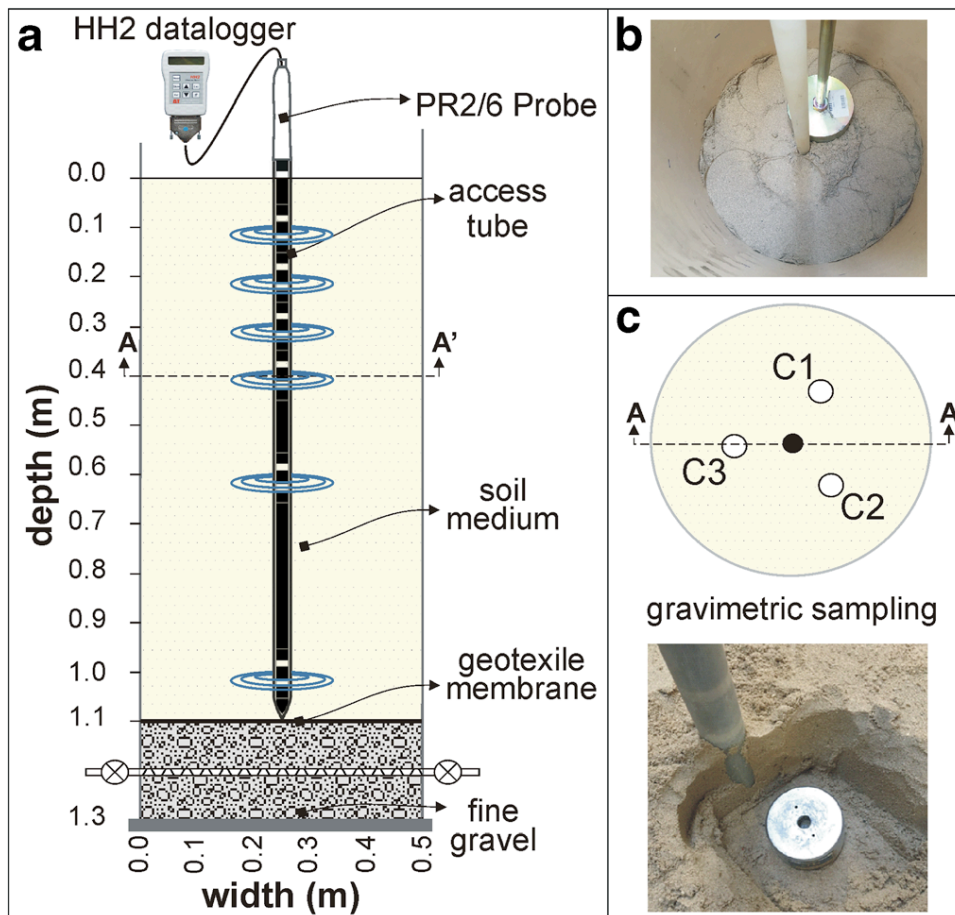 a
HH2 datalogger
PR2/6 Probe
access
tube
0.0
0.1
0.2
0.3
0.4
0.5
0.6
0.7
0.8
0.9
1.0
1.1
1.3
depth (m)
A
A'
soil
medium
geotexile
membrane
fine
gravel
0.0
0.1
0.2
0.3
0.4
0.5
width (m)
b
c
C1
A
A
C3
C2
gravimetric sampling